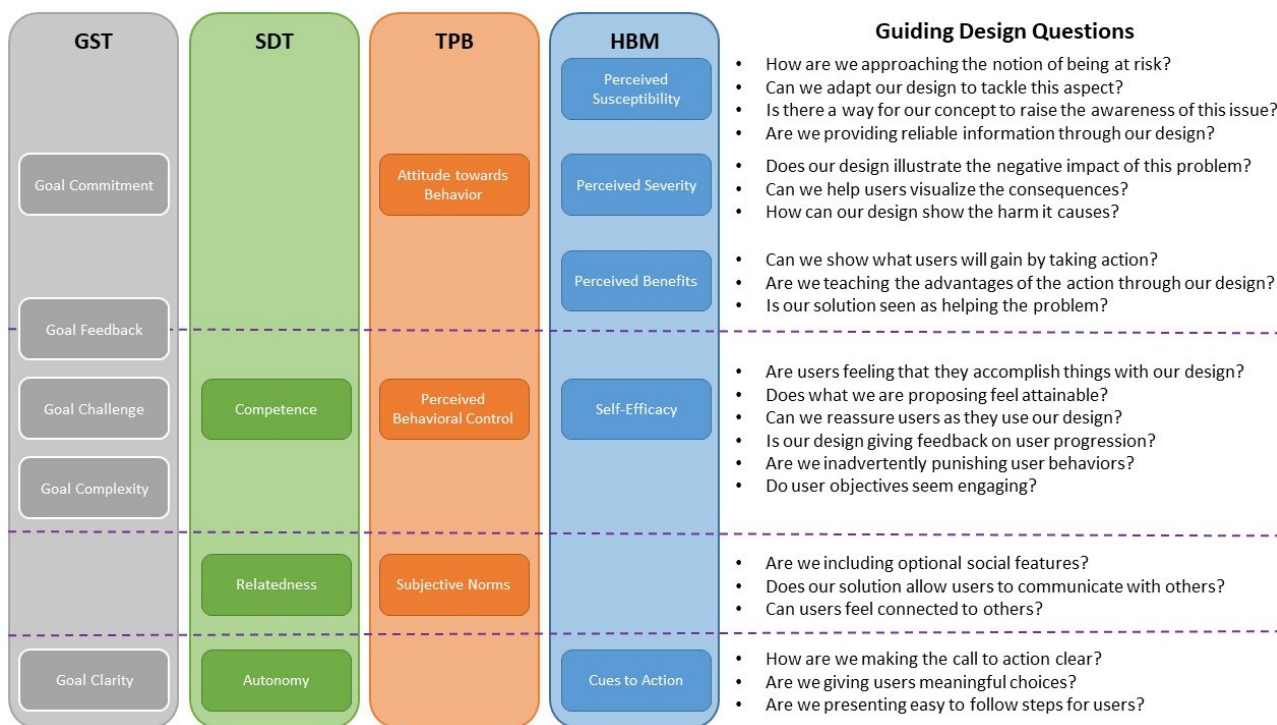 GST
SDT
TPB
HBM
Guiding Design Questions
Perceived
Susceptibility
• How are we approaching the notion of being at risk?
• Can we adapt our design to tackle this aspect?
• Is there a way for our concept to raise the awareness of this issue?
• Are we providing reliable information through our design?
Goal Commitment
Attitude towards
Behavior
Perceived Severity
• Does our design illustrate the negative impact of this problem?
• Can we help users visualize the consequences?
• How can our design show the harm it causes?
Perceived Benefits
• Can we show what users will gain by taking action?
• Are we teaching the advantages of the action through our design?
• Is our solution seen as helping the problem?
Goal Feedback
Goal Challenge
Competence
Perceived
Behavioral Control
Self-Efficacy
• Are users feeling that they accomplish things with our design?
• Does what we are proposing feel attainable?
• Can we reassure users as they use our design?
• Is our design giving feedback on user progression?
• Are we inadvertently punishing user behaviors?
• Do user objectives seem engaging?
Goal Complexity
Relatedness
Subjective Norms
• Are we including optional social features?
• Does our solution allow users to communicate with others?
• Can users feel connected to others?
Goal Clarity
Autonomy
Cues to Action
• How are we making the call to action clear?
• Are we giving users meaningful choices?
• Are we presenting easy to follow steps for users?